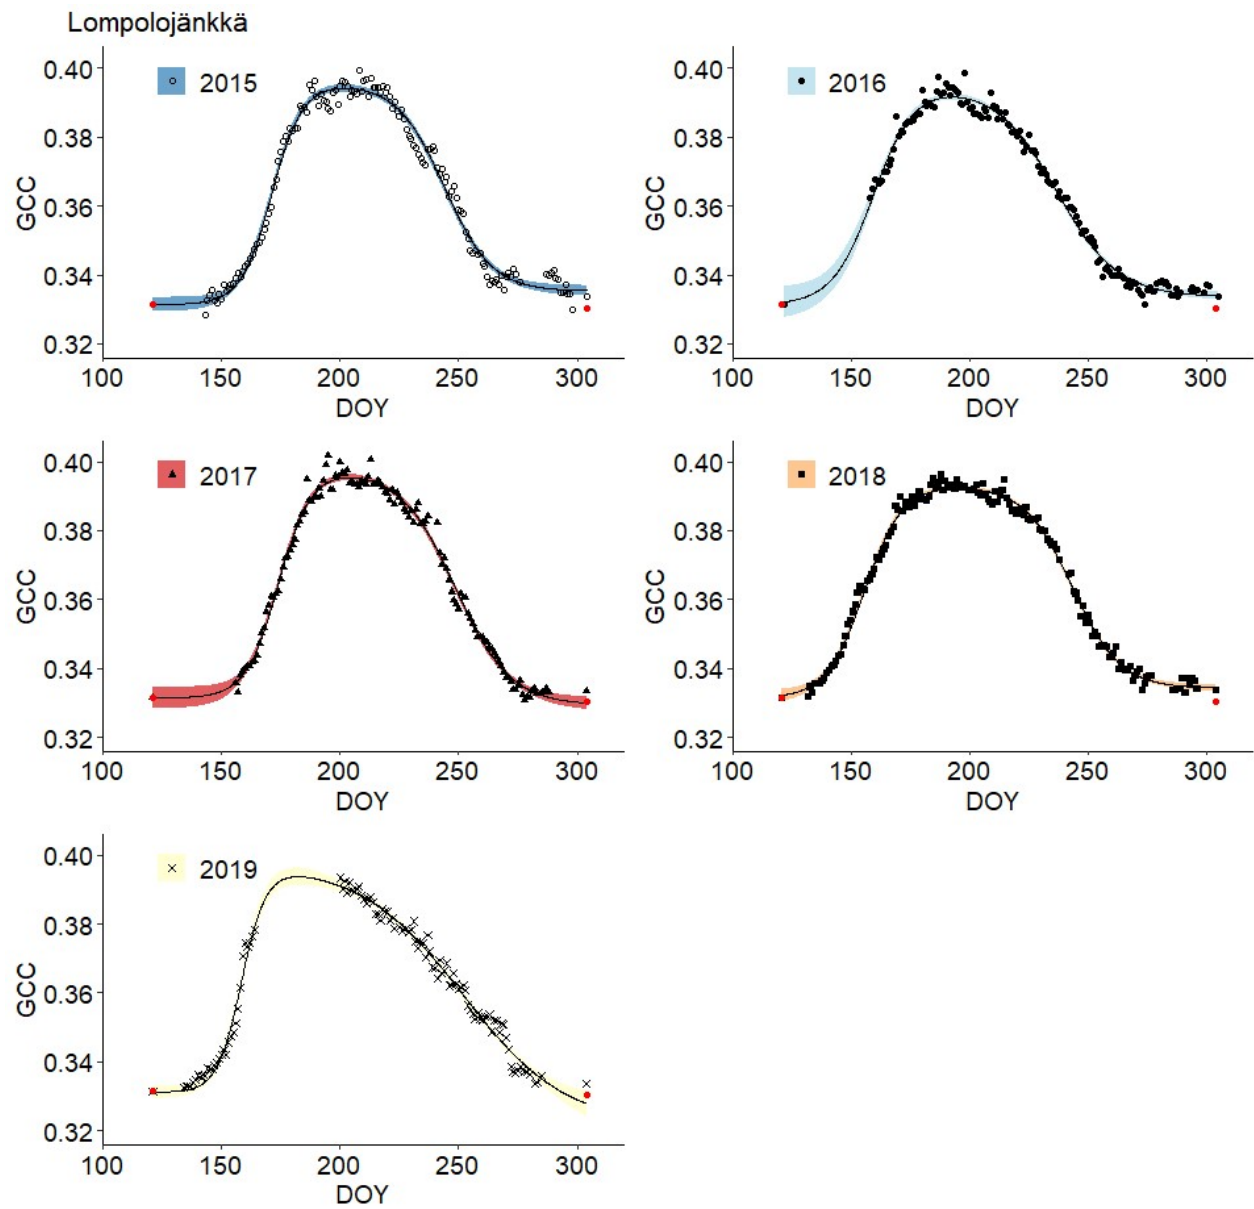 Lompolojänkkä
0.40 2015 0.40 2016
0.38 0.38
GCC 0.36 GCC 0.36
0.34 0.34
0.32 0.32
100 150 200 250 300 100 150 200 250 300
DOY DOY
0.40 2017 0.40 2018
0.38 0.38
GCC 0.36 GCC 0.36
0.34 0.34
0.32 0.32
100 150 200 250 300 100 150 200 250 300
DOY DOY
0.40 2019
0.38
GCC 0.36
0.34
0.32
100 150 200 250 300
DOY